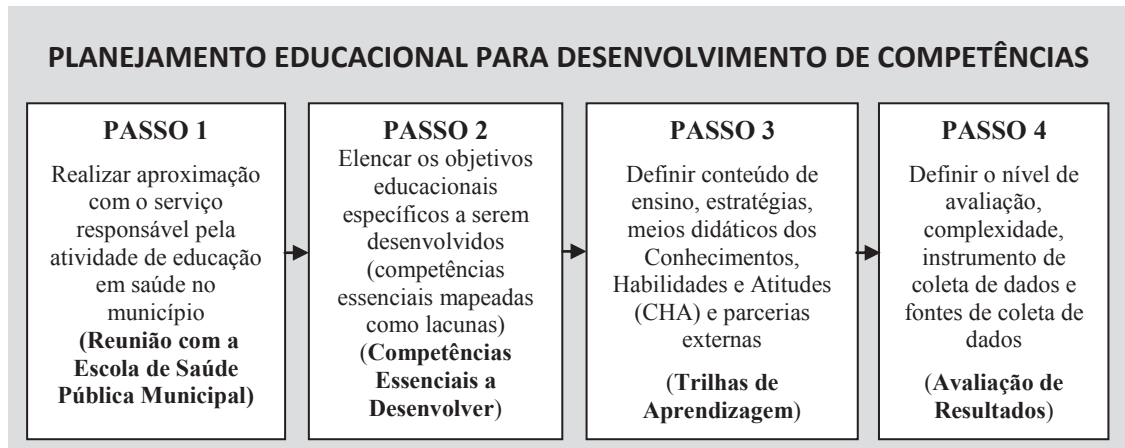 PLANEJAMENTO EDUCACIONAL PARA DESENVOLVIMENTO DE COMPETÊNCIAS
PASSO 1
Realizar aproximação
com o serviço
responsável pela
atividade de educação
em saúde no
município
(Reunião com a
Escola de Saúde
Pública Municipal)
PASSO 2
Elencar os objetivos
educacionais
específicos a serem
desenvolvidos
(competências
essenciais mapeadas
como lacunas)
(Competências
Essenciais a
Desenvolver)
PASSO 3
Definir conteúdo de
ensino, estratégias,
meios didáticos dos
Conhecimentos,
Habilidades e Atitudes
(CHA) e parcerias
externas
(Trilhas de
Aprendizagem)
PASSO 4
Definir o nível de
avaliação,
complexidade,
instrumento de
coleta de dados e
fontes de coleta de
dados
(Avaliação de
Resultados)